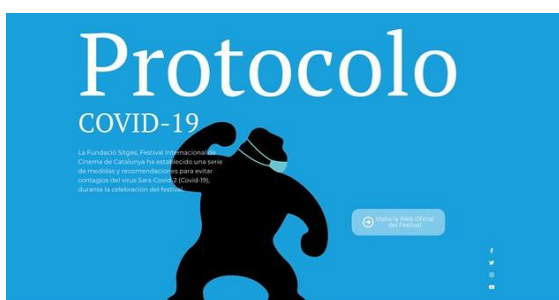 Protocolo
COVID-19
La Fundació Sitges, Festival Internacional de
Cinema de Catalunya ha establecido una serie
de medidas y recomendaciones para evitar
contagios del virus Sars-Covid-2 (Covid-19),
durante la celebración del festival.
Visita la Web Oficial
del Festival